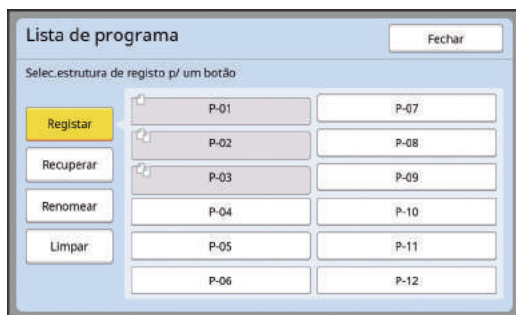 Lista de programa
Fechar
Selec.estrutura de registo p/ um botão
Registar
Recuperar
Renomear
Limpar
P-01
P-02
P-03
P-04
P-05
P-06
P-07
P-08
P-09
P-10
P-11
P-12